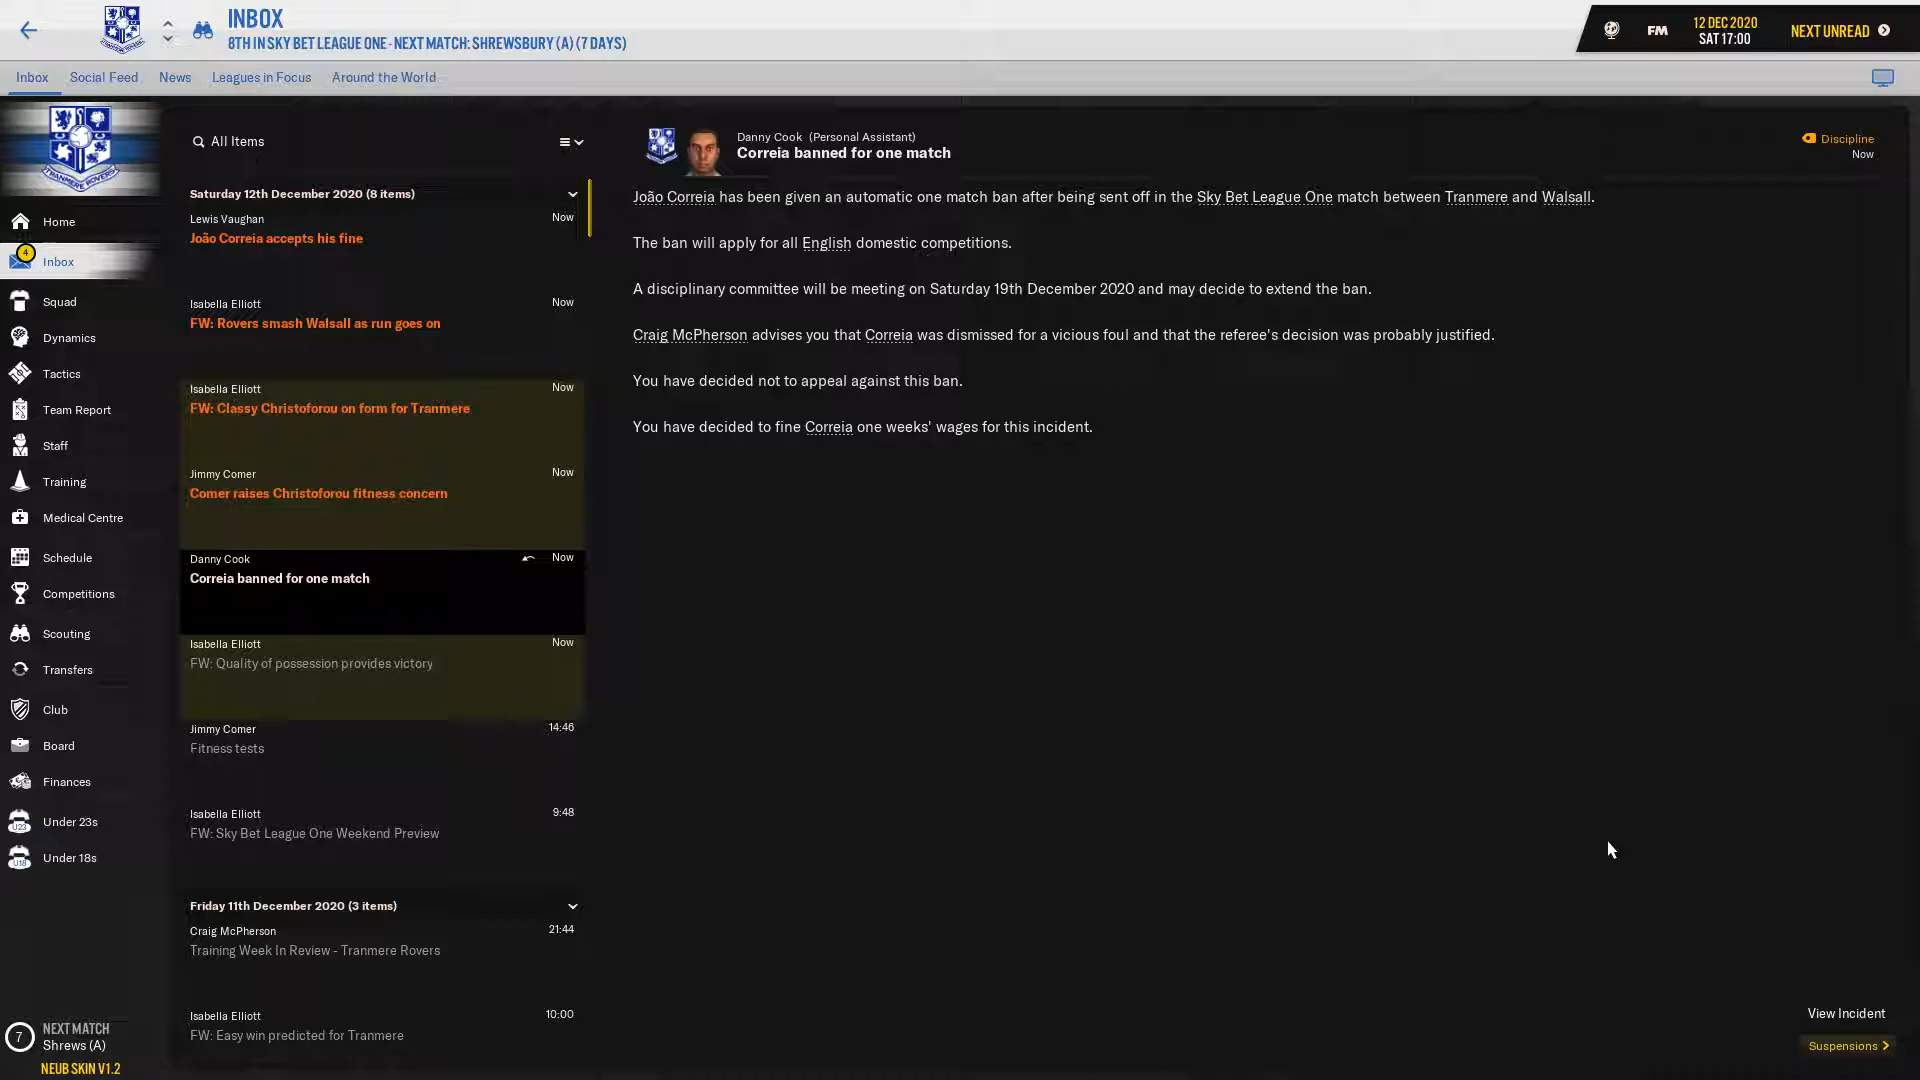 INBOX
8TH IN SKY BET LEAGUE ONE - NEXT MATCH: SHREWSBURY (A) (7 DAYS)
FM
12 DEC 2020
SAT 17:00
NEXT UNREAD
Inbox
Social Feed
News
Leagues in Focus
Around the World
TRANMERE ROVERS
Home
4
Inbox
Squad
Dynamics
Tactics
Team Report
Staff
Training
Medical Centre
Schedule
Competitions
Scouting
Transfers
Club
Board
Finances
U23
Under 23s
U18
Under 18s
7
NEXT MATCH
Shrews (A)
NEUB SKIN V1.2
All Items
Saturday 12th December 2020 (8 items)
Lewis Vaughan
Now
João Correia accepts his fine
Isabella Elliott
Now
FW: Rovers smash Walsall as run goes on
Isabella Elliott
Now
FW: Classy Christoforou on form for Tranmere
Jimmy Comer
Now
Comer raises Christoforou fitness concern
Danny Cook
Now
Correia banned for one match
Isabella Elliott
Now
FW: Quality of possession provides victory
Jimmy Comer
14:46
Fitness tests
Isabella Elliott
9:48
FW: Sky Bet League One Weekend Preview
Friday 11th December 2020 (3 items)
Craig McPherson
21:44
Training Week In Review - Tranmere Rovers
Isabella Elliott
10:00
FW: Easy win predicted for Tranmere
Danny Cook (Personal Assistant)
Correia banned for one match
Discipline
Now
João Correia has been given an automatic one match ban after being sent off in the Sky Bet League One match between Tranmere and Walsall.
The ban will apply for all English domestic competitions.
A disciplinary committee will be meeting on Saturday 19th December 2020 and may decide to extend the ban.
Craig McPherson advises you that Correia was dismissed for a vicious foul and that the referee's decision was probably justified.
You have decided not to appeal against this ban.
You have decided to fine Correia one weeks' wages for this incident.
View Incident
Suspensions